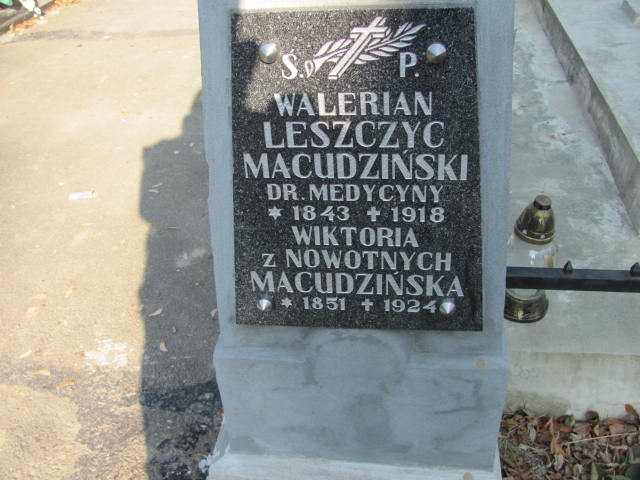 Ś. P.
WALERIAN
LESZCZYC
MACUDZIŃSKI
DR. MEDYCYNY
* 1843 ✝ 1918
WIKTORIA
z NOWOTNYCH
MACUDZIŃSKA
* 1851 ✝ 1924